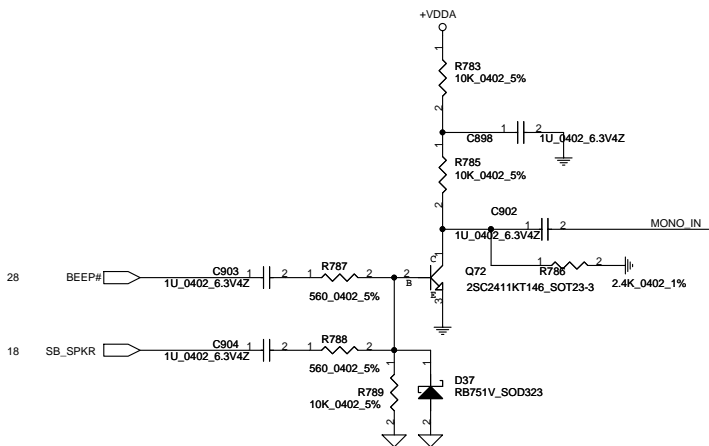 +VDDA
1
R783
10K_0402_5%
2
1 2
C898 1U_0402_6.3V4Z
1
R785
10K_0402_5%
2
C902
1 2 MONO_IN
1U_0402_6.3V4Z
C903 R787 1 C Q72 1 R786 2
28 BEEP# 1 2 1 2 2 B
1U_0402_6.3V4Z E 2SC2411KT146_SOT23-3 2.4K_0402_1%
560_0402_5% 3
C904 R788
18 SB_SPKR 1 2 1 2
1U_0402_6.3V4Z
560_0402_5% 1 1
D37
R789 RB751V_SOD323
10K_0402_5%
2 2